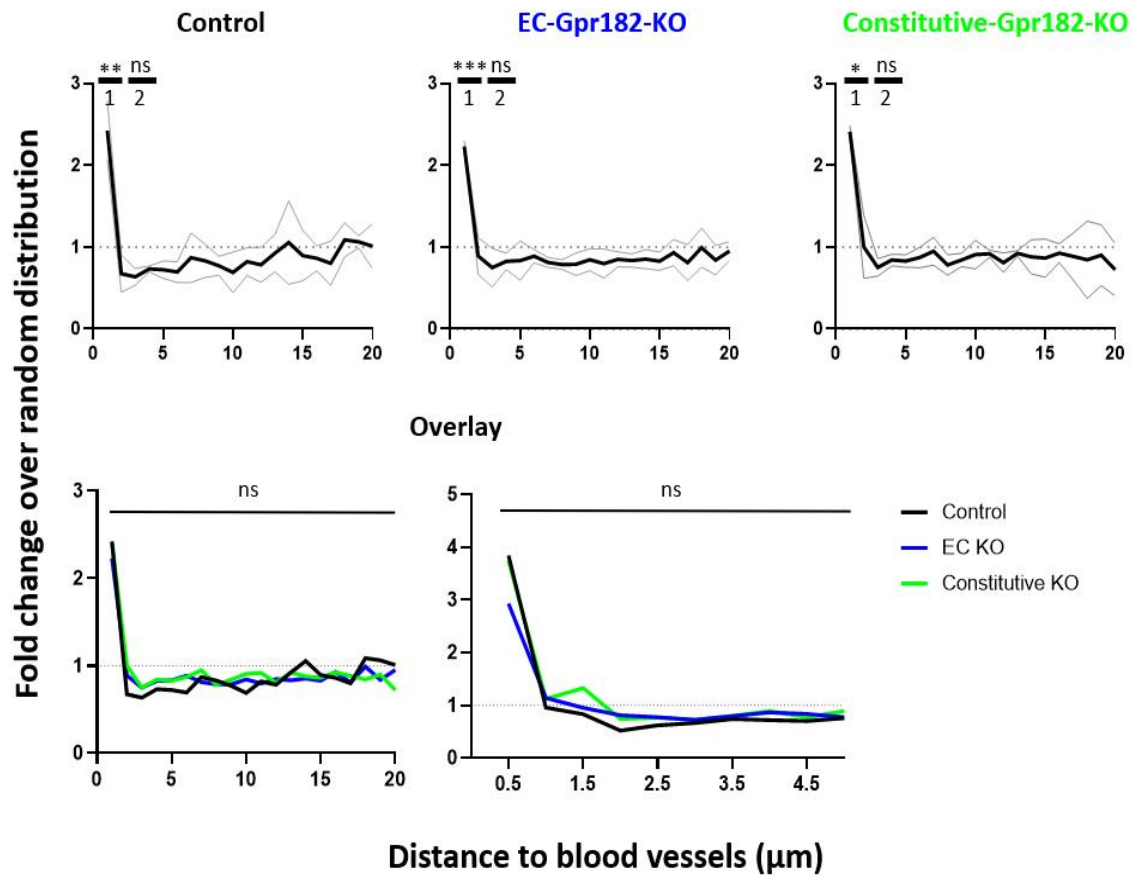 Control
EC-Gpr182-KO
Constitutive-Gpr182-KO
** ns
1 2
*** ns
1 2
* ns
1 2
3
2
1
0
0 5 10 15 20
3
2
1
0
0 5 10 15 20
3
2
1
0
0 5 10 15 20
Fold change over random distribution
Overlay
ns
3
2
1
0
0 5 10 15 20
ns
5
4
3
2
1
0
0.5 1.5 2.5 3.5 4.5
Control
EC KO
Constitutive KO
Distance to blood vessels (µm)